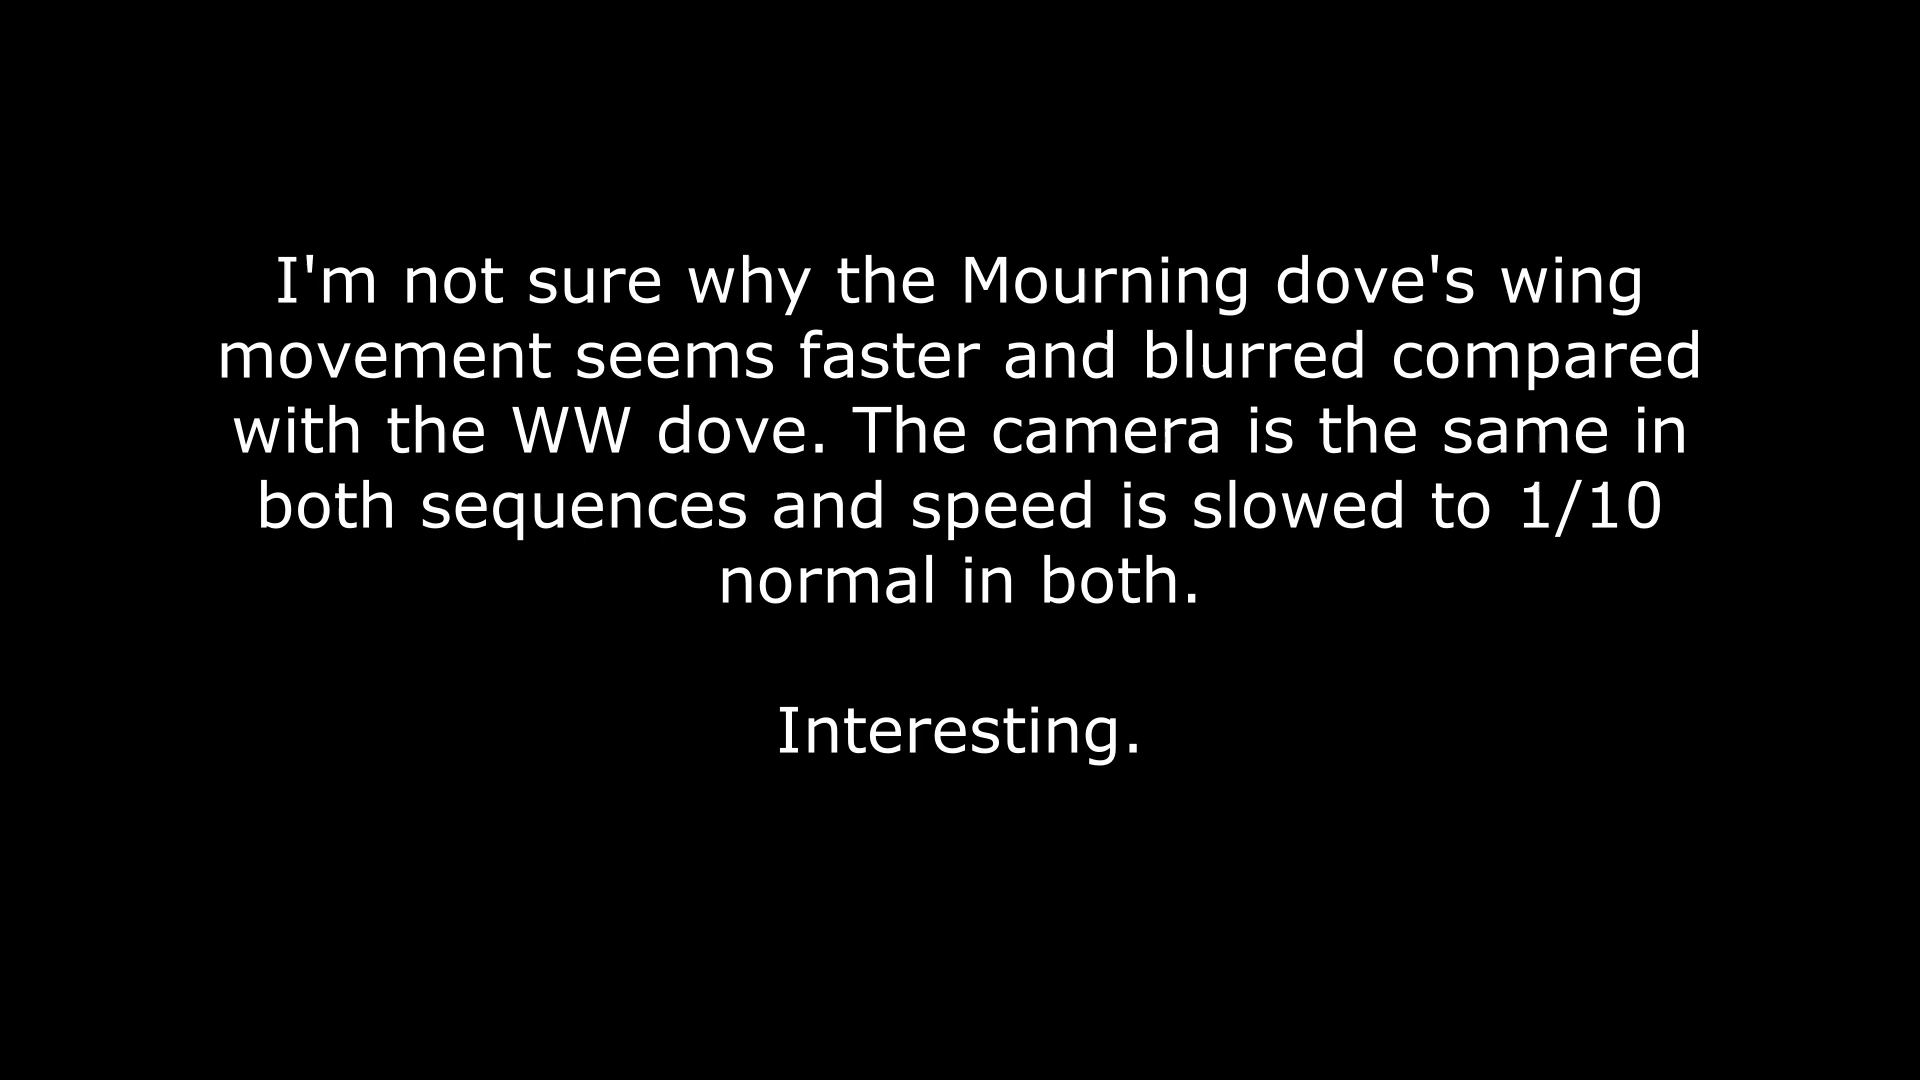 I'm not sure why the Mourning dove's wing
movement seems faster and blurred compared
with the WW dove. The camera is the same in
both sequences and speed is slowed to 1/10
normal in both.
Interesting.